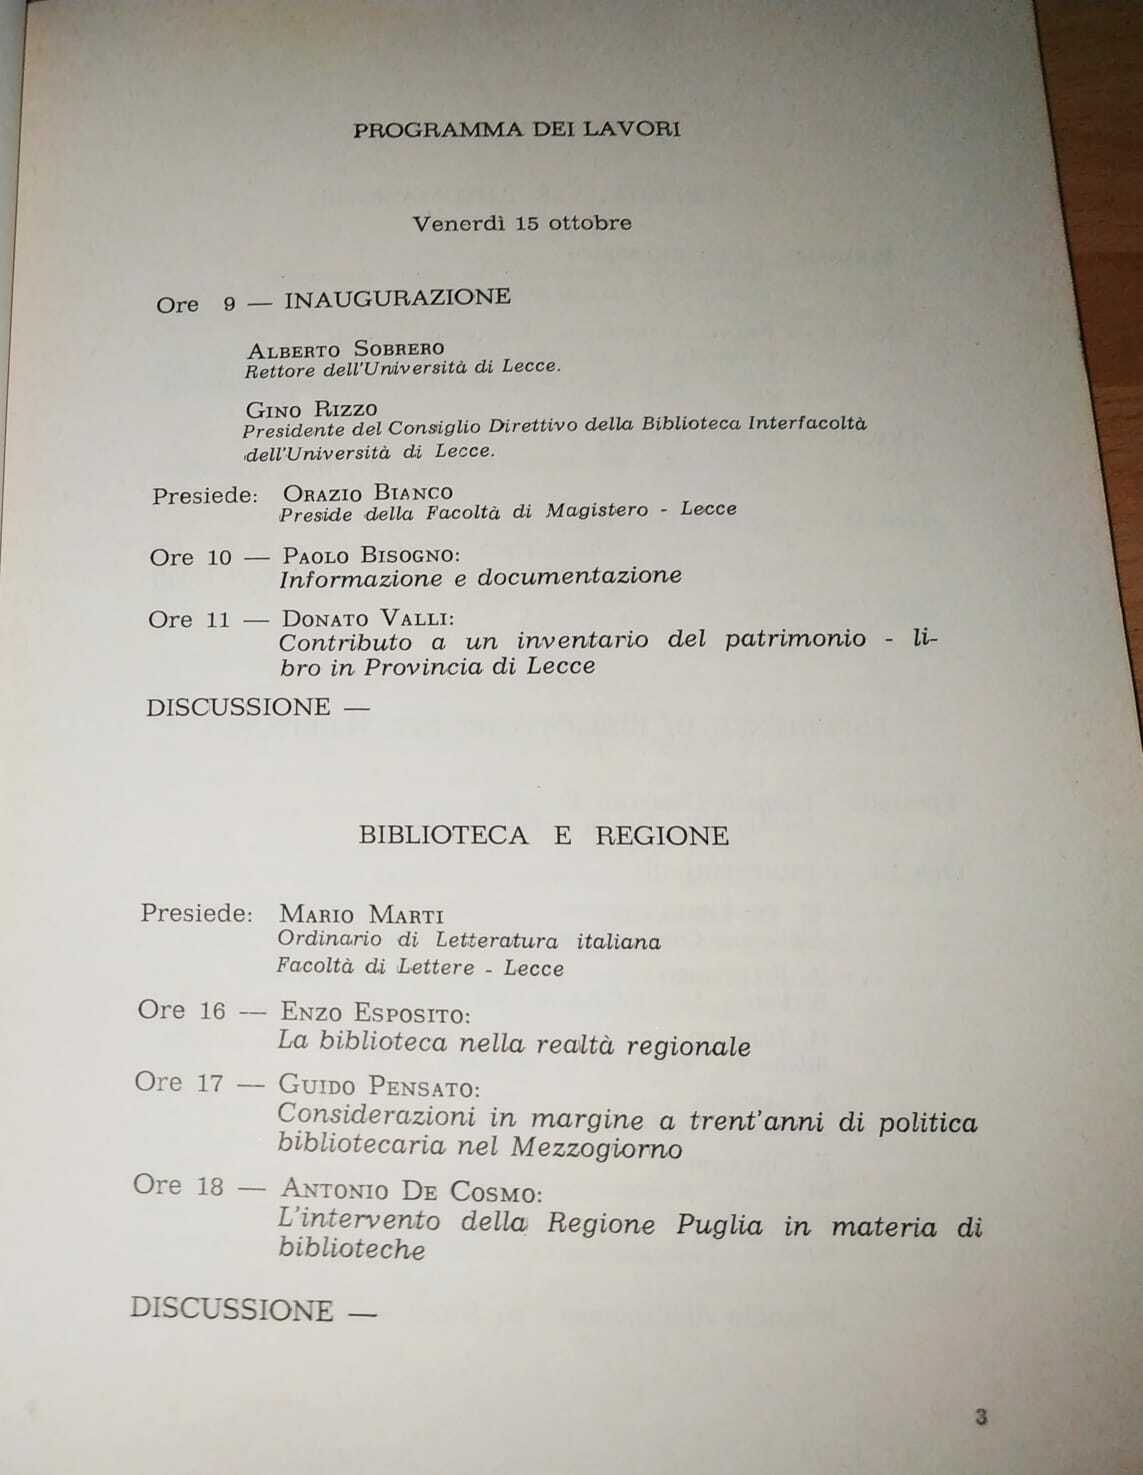 PROGRAMMA DEI LAVORI
Venerdì 15 ottobre
Ore 9 — INAUGURAZIONE
ALBERTO SOBRERO
Rettore dell'Università di Lecce.
GINO RIZZO
Presidente del Consiglio Direttivo della Biblioteca Interfacoltà
dell'Università di Lecce.
Presiede: ORAZIO BIANCO
Preside della Facoltà di Magistero - Lecce
Ore 10 — PAOLO BISOGNO:
Informazione e documentazione
Ore 11 — DONATO VALLI:
Contributo a un inventario del patrimonio - li-
bro in Provincia di Lecce
DISCUSSIONE —
BIBLIOTECA E REGIONE
Presiede: MARIO MARTI
Ordinario di Letteratura italiana
Facoltà di Lettere - Lecce
Ore 16 — ENZO ESPOSITO:
La biblioteca nella realtà regionale
Ore 17 — GUIDO PENSATO:
Considerazioni in margine a trent'anni di politica
bibliotecaria nel Mezzogiorno
Ore 18 — ANTONIO DE COSMO:
L'intervento della Regione Puglia in materia di
biblioteche
DISCUSSIONE —
3